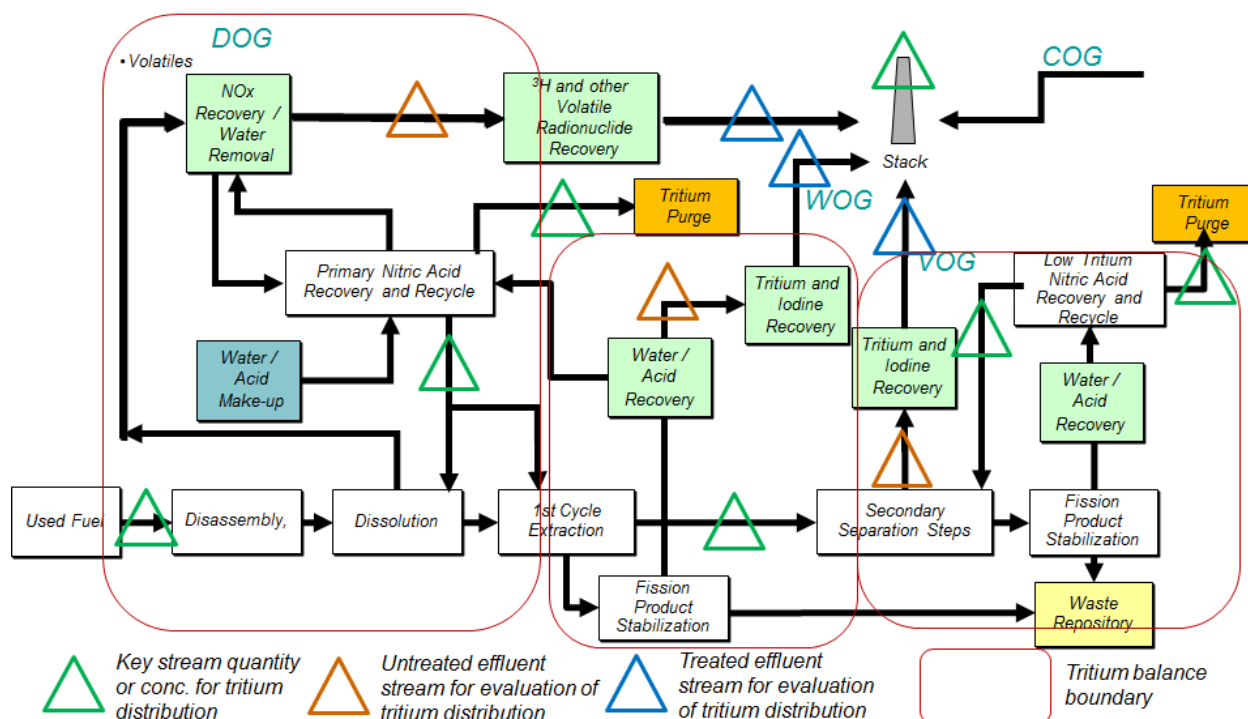 DOG
• Volatiles
NOx
Recovery /
Water
Removal
³H and other
Volatile
Radionuclide
Recovery
Stack
COG
WOG
VOG
Tritium
Purge
Tritium
Purge
Primary Nitric Acid
Recovery and Recycle
Tritium and
Iodine
Recovery
Low Tritium
Nitric Acid
Recovery and
Recycle
Water /
Acid
Make-up
Water /
Acid
Recovery
Tritium and
Iodine
Recovery
Water /
Acid
Recovery
Used Fuel
Disassembly,
Dissolution
1st Cycle
Extraction
Secondary
Separation Steps
Fission
Product
Stabilization
Fission
Product
Stabilization
Waste
Repository
Key stream quantity
or conc. for tritium
distribution
Untreated effluent
stream for evaluation of
tritium distribution
Treated effluent
stream for evaluation
of tritium distribution
Tritium balance
boundary